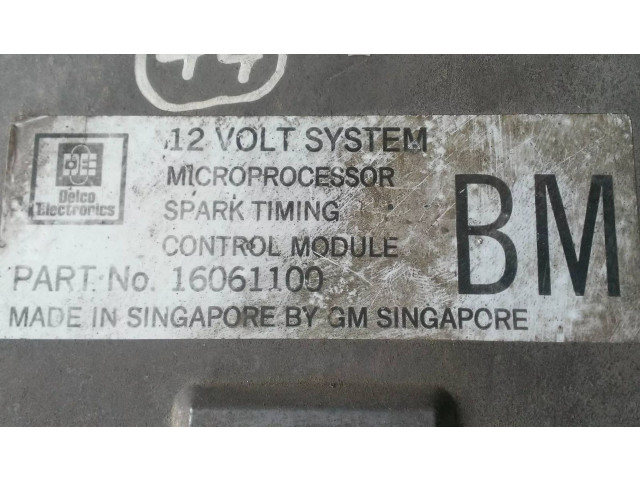 44
12 VOLT SYSTEM
MICROPROCESSOR
SPARK TIMING
CONTROL MODULE
BM
Delco
Electronics
PART No. 16061100
MADE IN SINGAPORE BY GM SINGAPORE